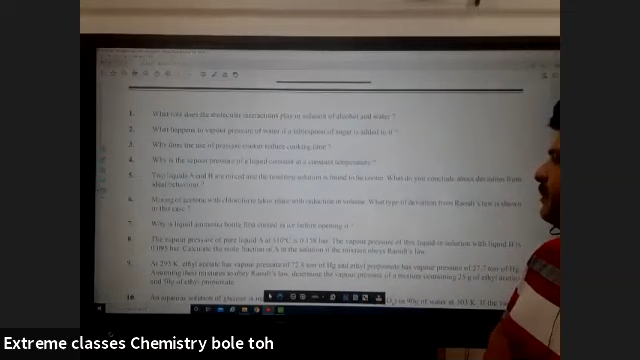 1. What role does the molecular interactions play in solution of alcohol and water ?
2. What happens to vapour pressure of water if a tablespoon of sugar is added to it ?
3. Why does the use of pressure cooker reduce cooking time ?
4. Why is the vapour pressure of a liquid constant at a constant temperature ?
5. Two liquids A and B are mixed and the resulting solution is found to be cooler. What do you conclude about deviation from
ideal behaviour ?
6. Mixing of acetone with chloroform takes place with reduction in volume. What type of deviation from Raoult's law is shown
in this case ?
7. Why is liquid ammonia bottle first cooled in ice before opening it ?
8. The vapour pressure of pure liquid A at 310°C is 0.158 bar. The vapour pressure of this liquid in solution with liquid B is
0.095 bar. Calculate the mole fraction of A in the solution if the mixture obeys Raoult's law.
9. At 293 K, ethyl acetate has vapour pressure of 72.8 torr of Hg and ethyl propionate has vapour pressure of 27.7 torr of Hg.
Assuming their mixtures to obey Raoult's law, determine the vapour pressure of a mixture containing 25 g of ethyl acetate
and 50g of ethyl propionate.
10. An aqueous solution of glucose is in 90g of water at 303 K. If the
Extreme classes Chemistry bole toh